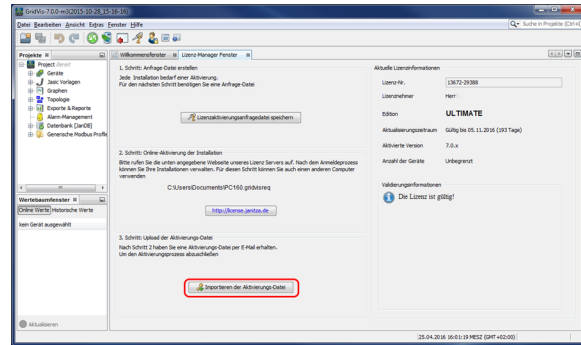 GridVis-7.0.0-m3(2015-10-28_15-16-16)
Datei Bearbeiten Ansicht Extras Fenster Hilfe
Suche in Projekte (Ctrl+I)
Projekte
Willkommensfenster
Lizenz-Manager Fenster
Project
Geräte
Jasic Vorlagen
Graphen
Topologie
Exporte & Reporte
Alarm-Management
Datenbank [JanDB]
Generische Modbus Profile
1. Schritt: Anfrage-Datei erstellen
Jede Installation bedarf einer Aktivierung.
Für den nächsten Schritt benötigen Sie eine Anfrage-Datei
Lizenzaktivierungsanfragedatei speichern
2. Schritt: Online-Aktivierung der Installation
Bitte rufen Sie die unten angegebene Webseite unseres Lizenz Servers auf. Nach dem Anmeldeprozess
können Sie Ihre Installationen verwalten. Für diesen Schritt können Sie auch einen anderen Computer
verwenden
C:\Users\Documents\PC160.gridvisreq
http://license.janitza.de
3. Schritt: Upload der Aktivierungs-Datei
Nach Schritt 2 haben Sie eine Aktivierungs-Datei per E-Mail erhalten.
Um den Aktivierungsprozess abzuschließen
Importieren der Aktivierungs-Datei
Aktuelle Lizenzinformationen
Lizenz-Nr. 13672-29388
Lizenznehmer Herr
Edition ULTIMATE
Aktualisierungszeitraum Gültig bis 05.11.2016 (193 Tage)
Aktivierte Version 7.0.x
Anzahl der Geräte Unbegrenzt
Validierungsinformationen
Die Lizenz ist gültig!
Wertebaumfenster
Online Werte Historische Werte
kein Gerät ausgewählt
Aktualisieren
25.04.2016 16:01:19 MESZ (GMT+02:00)